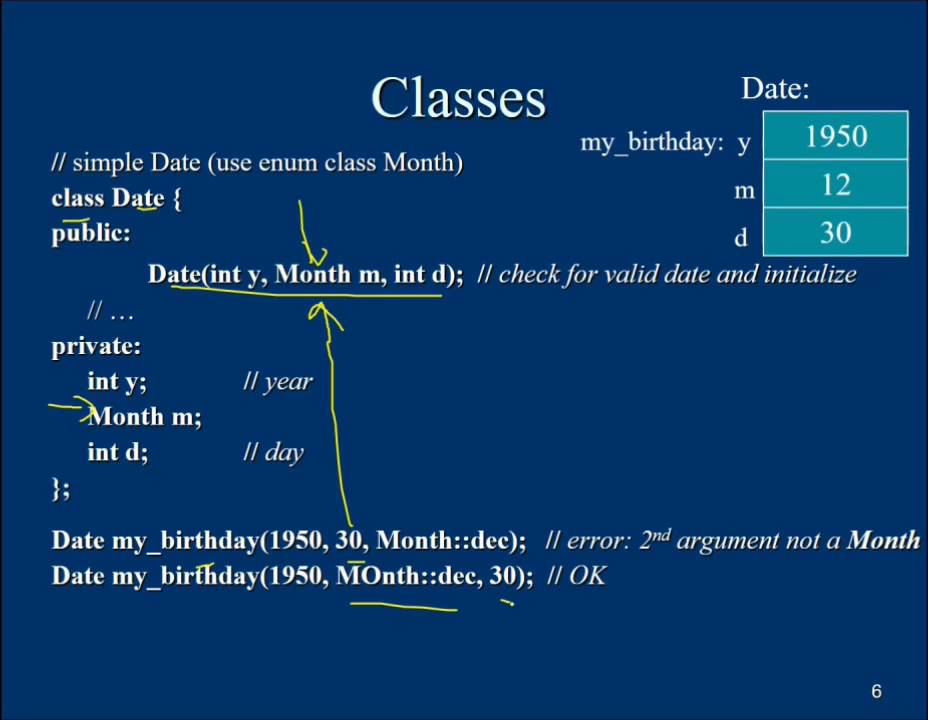 Classes
Date:
my_birthday: y 1950
m 12
d 30
// simple Date (use enum class Month)
class Date {
public:
Date(int y, Month m, int d); // check for valid date and initialize
// …
private:
int y; // year
Month m;
int d; // day
};
Date my_birthday(1950, 30, Month::dec); // error: 2nd argument not a Month
Date my_birthday(1950, MOnth::dec, 30); // OK
6